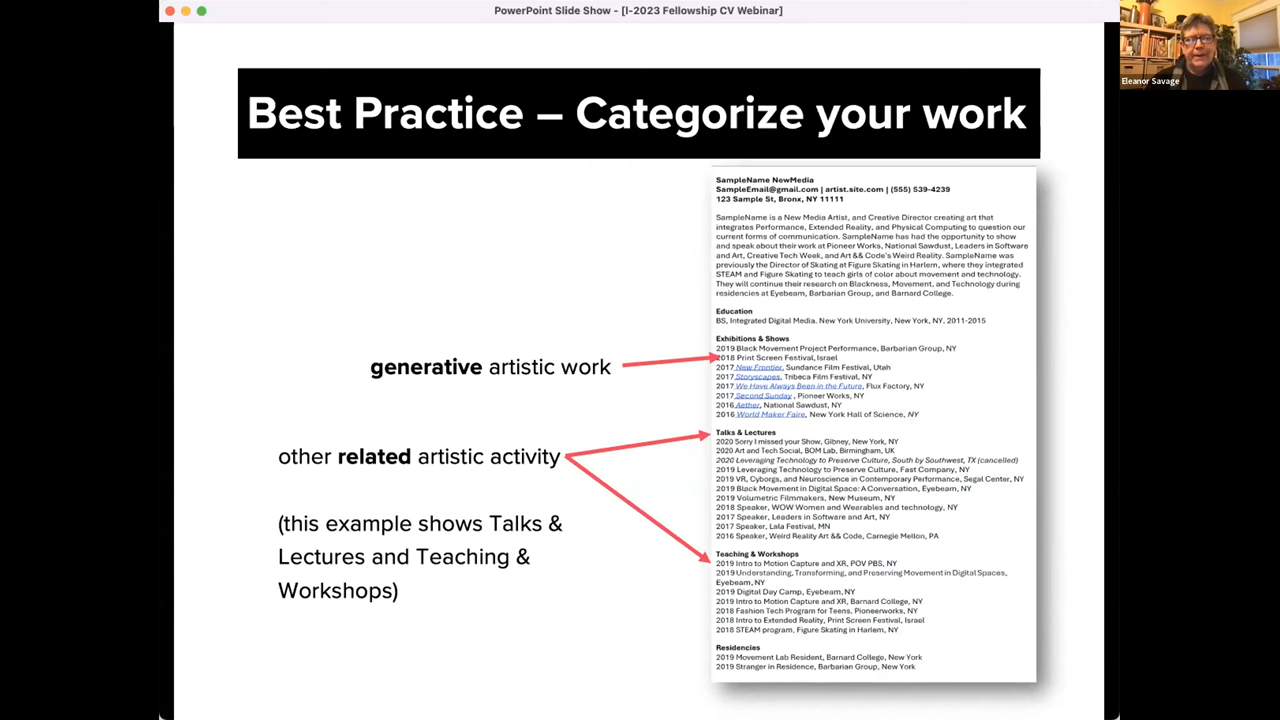 PowerPoint Slide Show - [I-2023 Fellowship CV Webinar]
Eleanor Savage
Best Practice – Categorize your work
generative artistic work
other related artistic activity
(this example shows Talks &
Lectures and Teaching &
Workshops)
SampleName NewMedia
SampleEmail@gmail.com | artist.site.com | (555) 539-4239
123 Sample St, Bronx, NY 11111
SampleName is a New Media Artist, and Creative Director creating art that
integrates Performance, Extended Reality, and Physical Computing to question our
current forms of communication. SampleName has had the opportunity to show
and speak about their work at Pioneer Works, National Sawdust, Leaders in Software
and Art, Creative Tech Week, and Art && Code's Weird Reality. SampleName was
previously the Director of Skating at Figure Skating in Harlem, where they integrated
STEAM and Figure Skating to teach girls of color about movement and technology.
They will continue their research on Blackness, Movement, and Technology during
residencies at Eyebeam, Barbarian Group, and Barnard College.
Education
BS, Integrated Digital Media. New York University, New York, NY. 2011-2015
Exhibitions & Shows
2019 Black Movement Project Performance, Barbarian Group, NY
2018 Print Screen Festival, Israel
2017 New Frontier, Sundance Film Festival, Utah
2017 Storyscapes, Tribeca Film Festival, NY
2017 We Have Always Been in the Future, Flux Factory, NY
2017 Second Sunday , Pioneer Works, NY
2016 Aether, National Sawdust, NY
2016 World Maker Faire, New York Hall of Science, NY
Talks & Lectures
2020 Sorry I missed your Show, Gibney, New York, NY
2020 Art and Tech Social, BOM Lab, Birmingham, UK
2020 Leveraging Technology to Preserve Culture, South by Southwest, TX (cancelled)
2019 Leveraging Technology to Preserve Culture, Fast Company, NY
2019 VR, Cyborgs, and Neuroscience in Contemporary Performance, Segal Center, NY
2019 Black Movement in Digital Space: A Conversation, Eyebeam, NY
2019 Volumetric Filmmakers, New Museum, NY
2018 Speaker, WOW Women and Wearables and technology, NY
2017 Speaker, Leaders in Software and Art, NY
2017 Speaker, Lala Festival, MN
2016 Speaker, Weird Reality Art && Code, Carnegie Mellon, PA
Teaching & Workshops
2019 Intro to Motion Capture and XR, POV PBS, NY
2019 Understanding, Transforming, and Preserving Movement in Digital Spaces,
Eyebeam, NY
2019 Digital Day Camp, Eyebeam, NY
2019 Intro to Motion Capture and XR, Barnard College, NY
2018 Fashion Tech Program for Teens, Pioneerworks, NY
2018 Intro to Extended Reality, Print Screen Festival, Israel
2018 STEAM program, Figure Skating in Harlem, NY
Residencies
2019 Movement Lab Resident, Barnard College, New York
2019 Stranger in Residence, Barbarian Group, New York